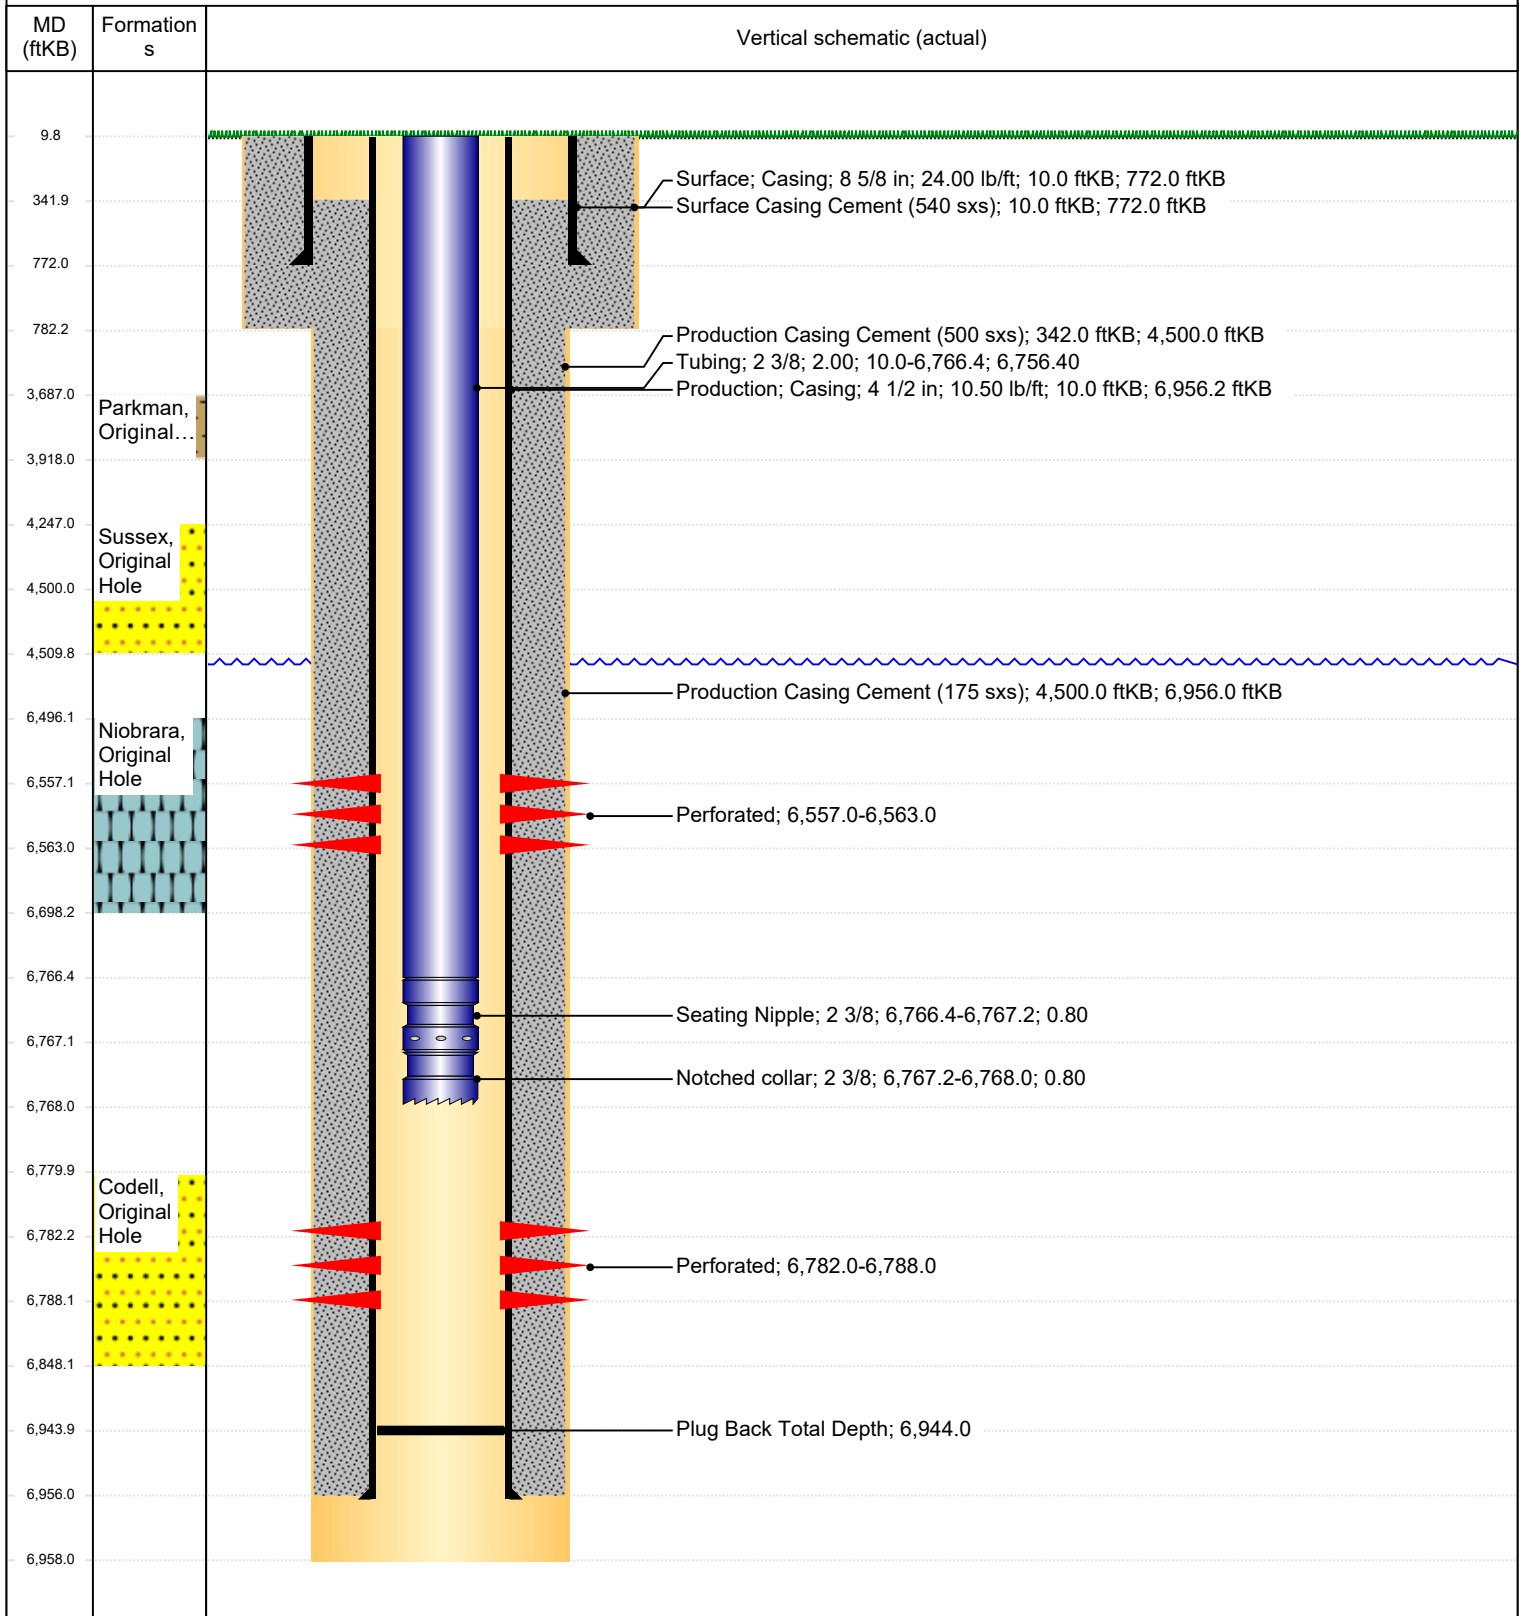 MD
(ftKB)
Formation
s
Vertical schematic (actual)
9.8
341.9
772.0
782.2
3,687.0
3,918.0
4,247.0
4,500.0
4,509.8
6,496.1
6,557.1
6,563.0
6,698.2
6,766.4
6,767.1
6,768.0
6,779.9
6,782.2
6,788.1
6,848.1
6,943.9
6,956.0
6,958.0
Parkman,
Original...
Sussex,
Original
Hole
Niobrara,
Original
Hole
Codell,
Original
Hole
Surface; Casing; 8 5/8 in; 24.00 lb/ft; 10.0 ftKB; 772.0 ftKB
Surface Casing Cement (540 sxs); 10.0 ftKB; 772.0 ftKB
Production Casing Cement (500 sxs); 342.0 ftKB; 4,500.0 ftKB
Tubing; 2 3/8; 2.00; 10.0-6,766.4; 6,756.40
Production; Casing; 4 1/2 in; 10.50 lb/ft; 10.0 ftKB; 6,956.2 ftKB
Production Casing Cement (175 sxs); 4,500.0 ftKB; 6,956.0 ftKB
Perforated; 6,557.0-6,563.0
Seating Nipple; 2 3/8; 6,766.4-6,767.2; 0.80
Notched collar; 2 3/8; 6,767.2-6,768.0; 0.80
Perforated; 6,782.0-6,788.0
Plug Back Total Depth; 6,944.0